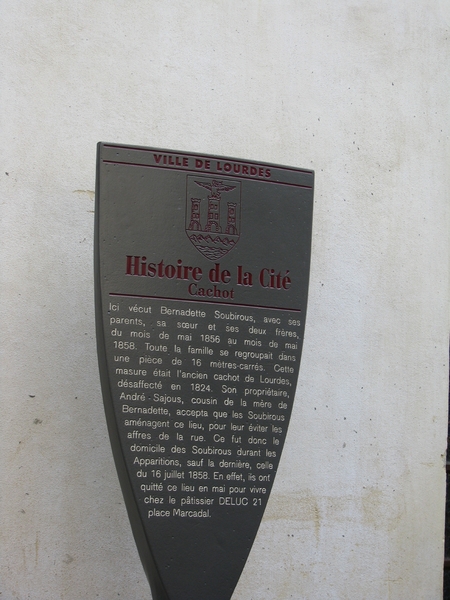 VILLE DE LOURDES
Histoire de la Cité
Cachot
Ici vécut Bernadette Soubirous, avec ses
parents, sa sœur et ses deux frères,
du mois de mai 1856 au mois de mai
1858. Toute la famille se regroupait dans
une pièce de 16 mètres-carrés. Cette
masure était l'ancien cachot de Lourdes,
désaffecté en 1824. Son propriétaire,
André - Sajous, cousin de la mère de
Bernadette, accepta que les Soubirous
aménagent ce lieu, pour leur éviter les
affres de la rue. Ce fut donc le
domicile des Soubirous durant les
Apparitions, sauf la dernière, celle
du 16 juillet 1858. En effet, ils ont
quitté ce lieu en mai pour vivre
chez le pâtissier DELUC 21
place Marcadal.